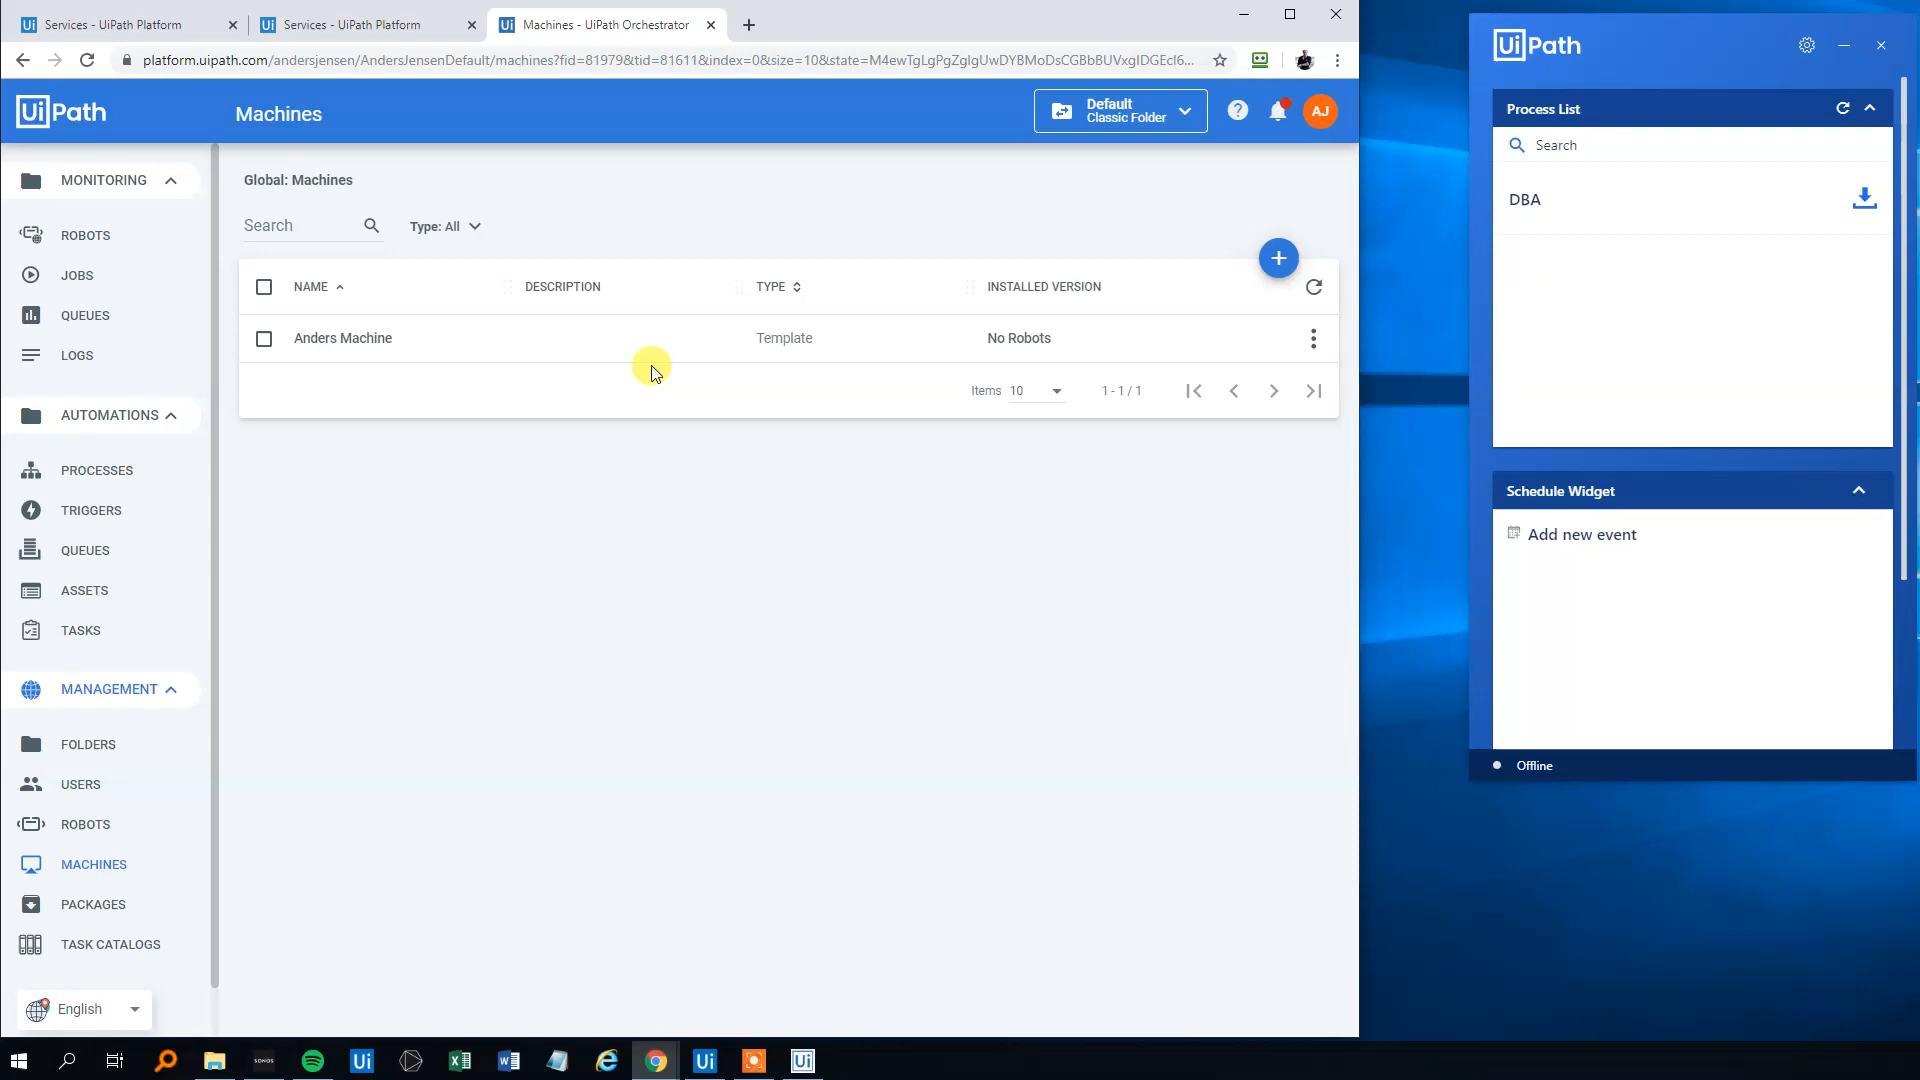 Services - UiPath Platform
Services - UiPath Platform
Machines - UiPath Orchestrator
platform.uipath.com/andersjensen/AndersJensenDefault/machines?fid=81979&tid=81611&index=0&size=10&state=M4ewTgLgPgZglgUwDYBMoDsCGBbBUVxgIDGEcl6...
UiPath
Machines
Default
Classic Folder
AJ
MONITORING
ROBOTS
JOBS
QUEUES
LOGS
AUTOMATIONS
PROCESSES
TRIGGERS
QUEUES
ASSETS
TASKS
MANAGEMENT
FOLDERS
USERS
ROBOTS
MACHINES
PACKAGES
TASK CATALOGS
English
Global: Machines
Search
Type: All
NAME DESCRIPTION TYPE INSTALLED VERSION
Anders Machine Template No Robots
Items 10 1 - 1 / 1
UiPath
Process List
Search
DBA
Schedule Widget
Add new event
Offline
SONOS
Ui
Ui
Ui